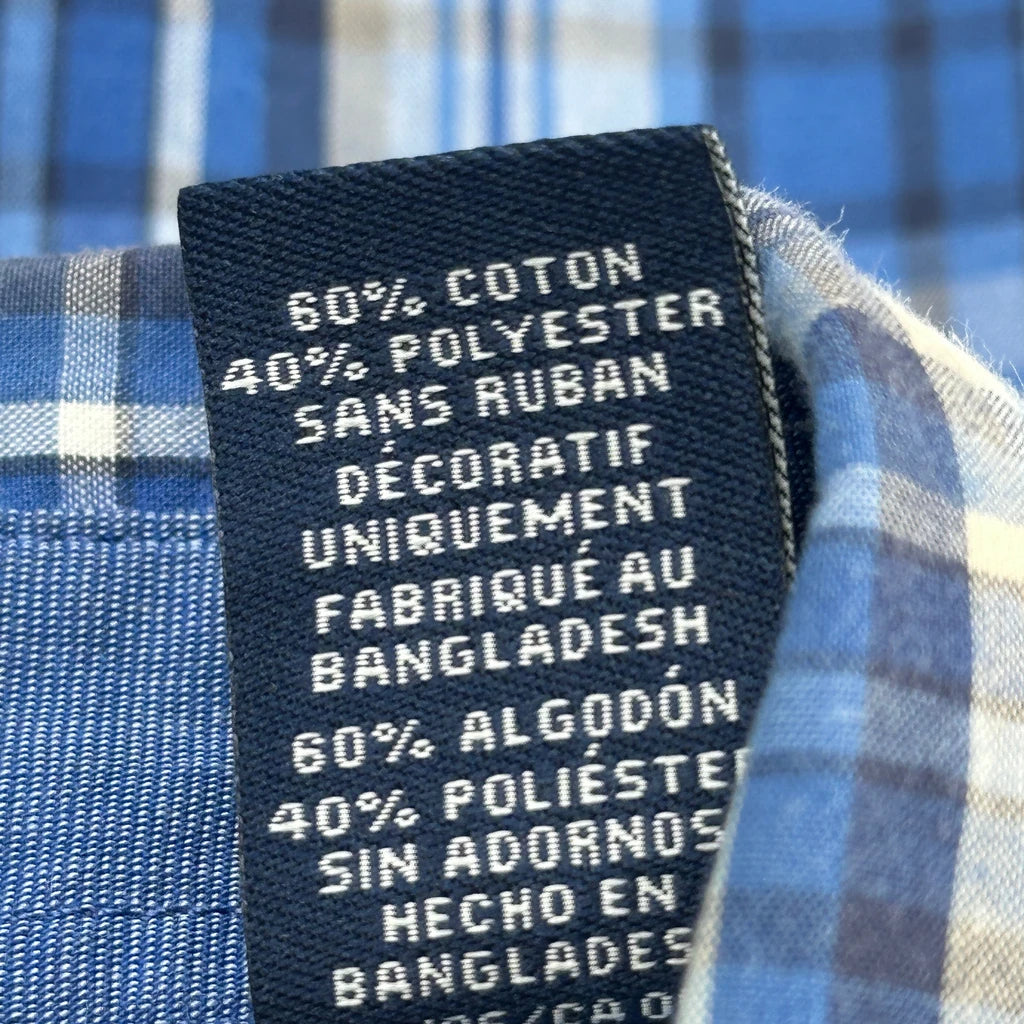 60% COTON
40% POLYESTER
SANS RUBAN
DÉCORATIF
UNIQUEMENT
FABRIQUÉ AU
BANGLADESH
60% ALGODÓN
40% POLIÉSTER
SIN ADORNOS
HECHO EN
BANGLADES